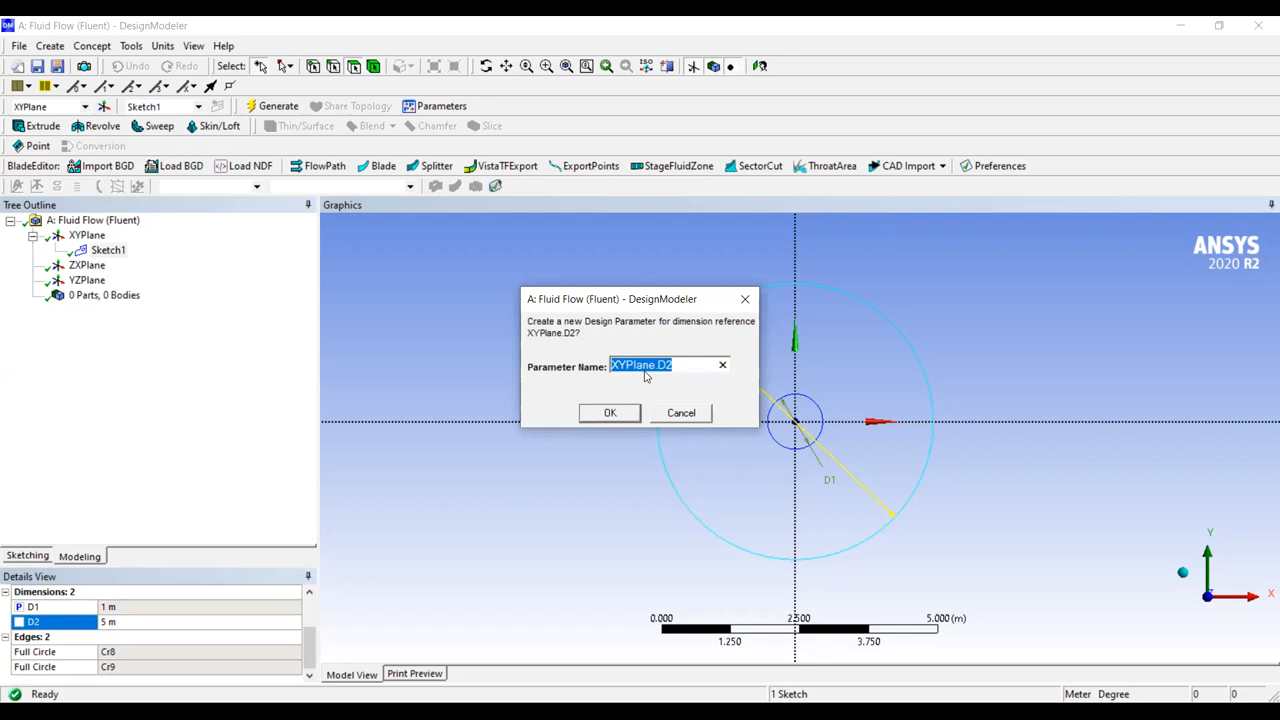 A: Fluid Flow (Fluent) - DesignModeler
File Create Concept Tools Units View Help
Undo Redo Select:
XYPlane Sketch1 Generate Share Topology Parameters
Extrude Revolve Sweep Skin/Loft Thin/Surface Blend Chamfer Slice
Point Conversion
BladeEditor: Import BGD Load BGD Load NDF FlowPath Blade Splitter VistaTFExport ExportPoints StageFluidZone SectorCut ThroatArea CAD Import Preferences
Tree Outline
A: Fluid Flow (Fluent)
XYPlane
Sketch1
ZXPlane
YZPlane
0 Parts, 0 Bodies
Sketching Modeling
Details View
Dimensions: 2
P D1 1 m
D2 5 m
Edges: 2
Full Circle Cr8
Full Circle Cr9
Graphics
ANSYS
2020 R2
A: Fluid Flow (Fluent) - DesignModeler
Create a new Design Parameter for dimension reference
XYPlane.D2?
Parameter Name: XYPlane.D2
OK Cancel
D1
Y
X
0.000 2.500 5.000 (m)
1.250 3.750
Model View Print Preview
Ready 1 Sketch Meter Degree 0 0